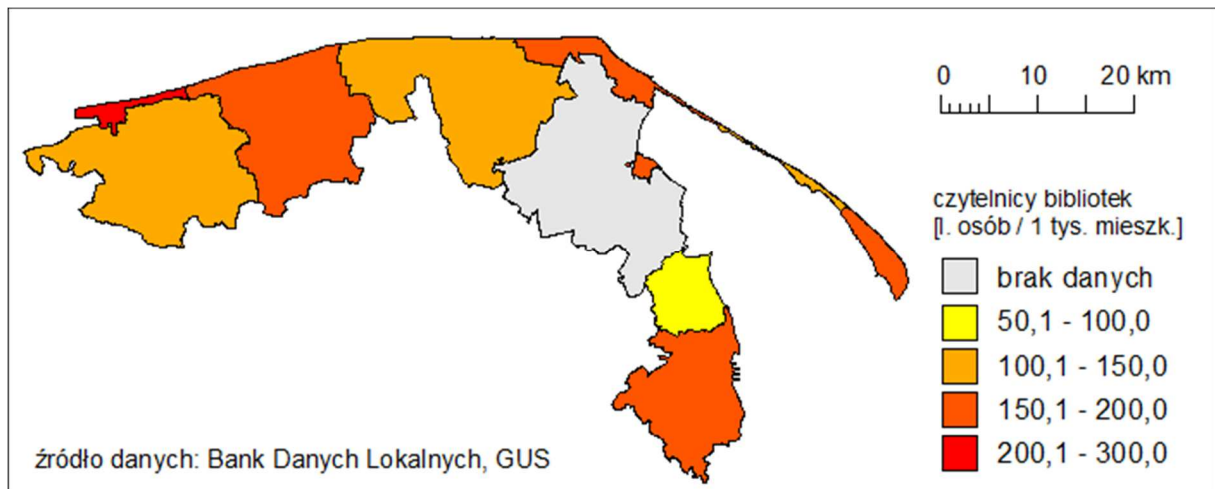 0 10 20 km
czytelnicy bibliotek
[l. osób / 1 tys. mieszk.]
brak danych
50,1 - 100,0
100,1 - 150,0
150,1 - 200,0
200,1 - 300,0
źródło danych: Bank Danych Lokalnych, GUS